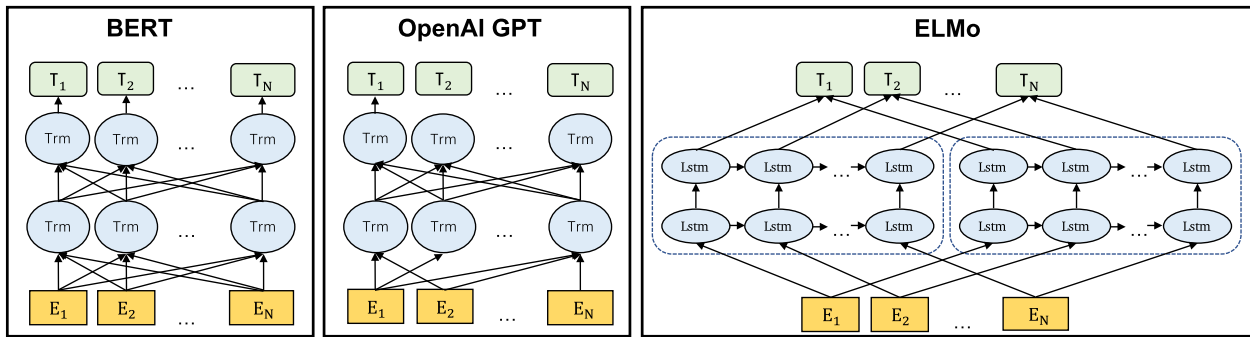 BERT
T1 T2 ... TN
Trm Trm ... Trm
Trm Trm ... Trm
E1 E2 ... EN
OpenAI GPT
T1 T2 ... TN
Trm Trm ... Trm
Trm Trm ... Trm
E1 E2 ... EN
ELMo
T1 T2 ... TN
Lstm Lstm ... Lstm Lstm Lstm ... Lstm
Lstm Lstm ... Lstm Lstm Lstm ... Lstm
E1 E2 ... EN